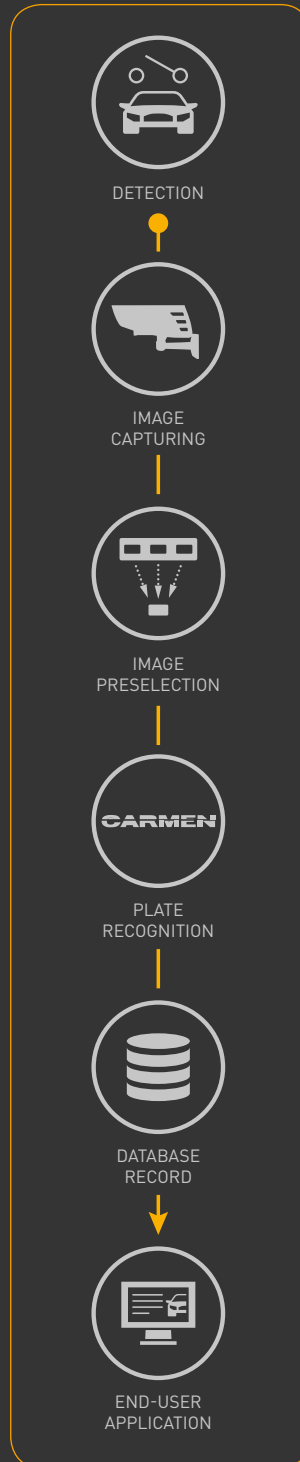 DETECTION
IMAGE
CAPTURING
IMAGE
PRESELECTION
CARMEN
PLATE
RECOGNITION
DATABASE
RECORD
END-USER
APPLICATION